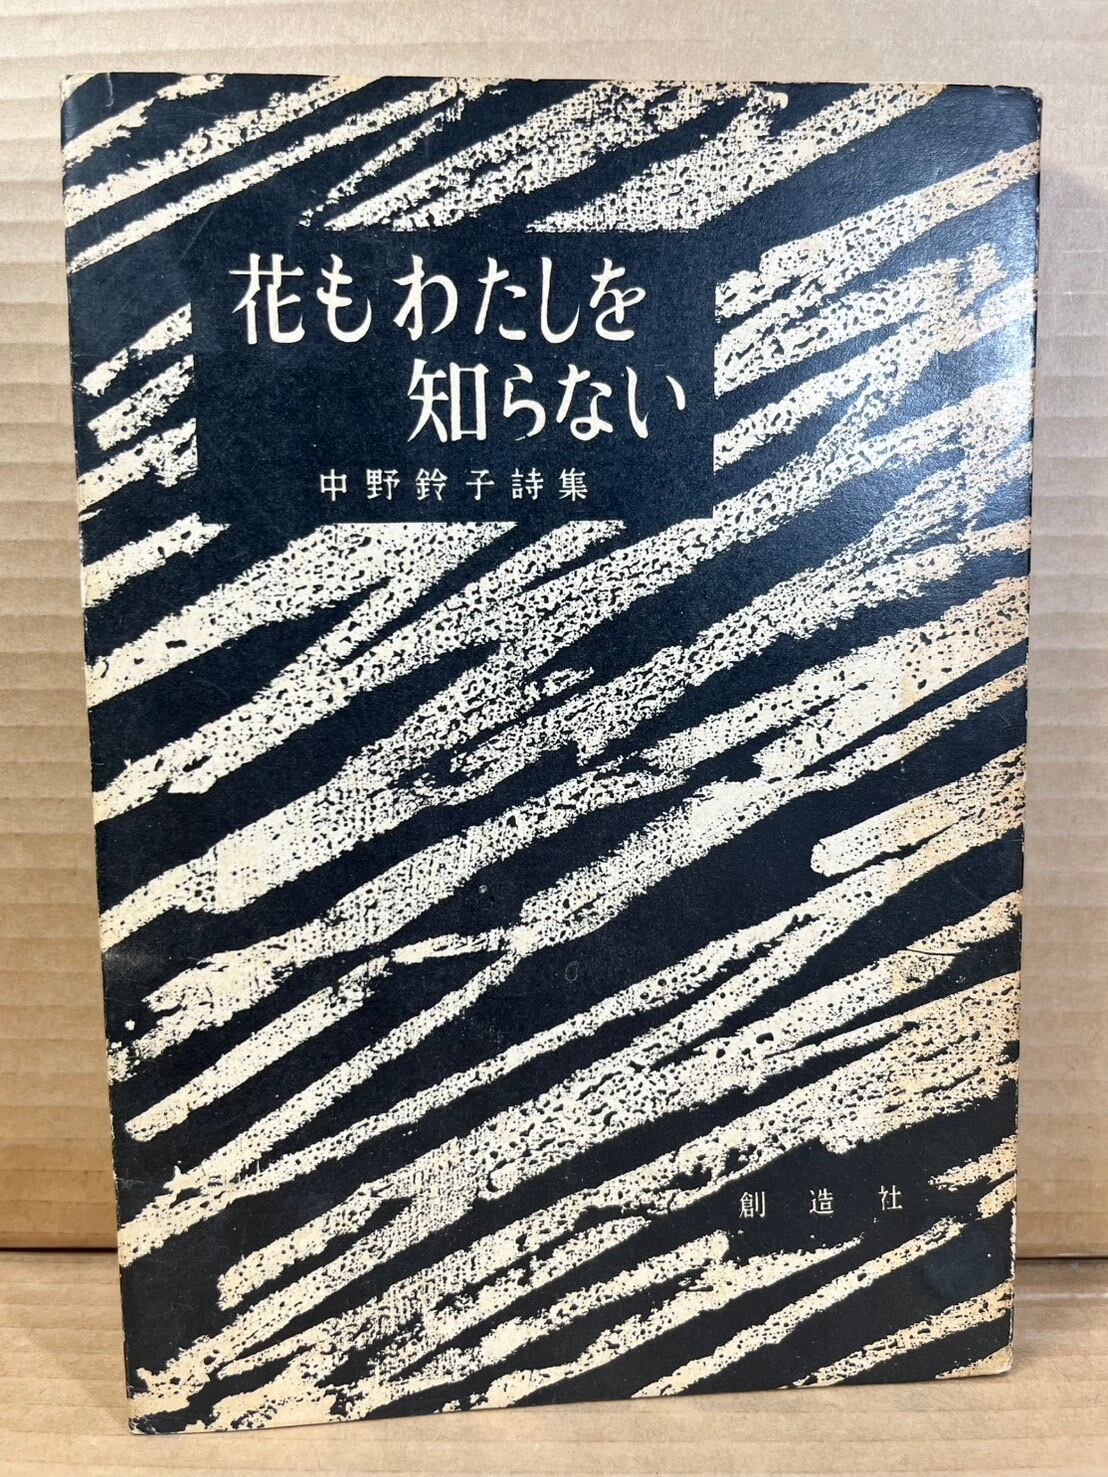 花もわたしを
知らない
中野鈴子詩集
創造社